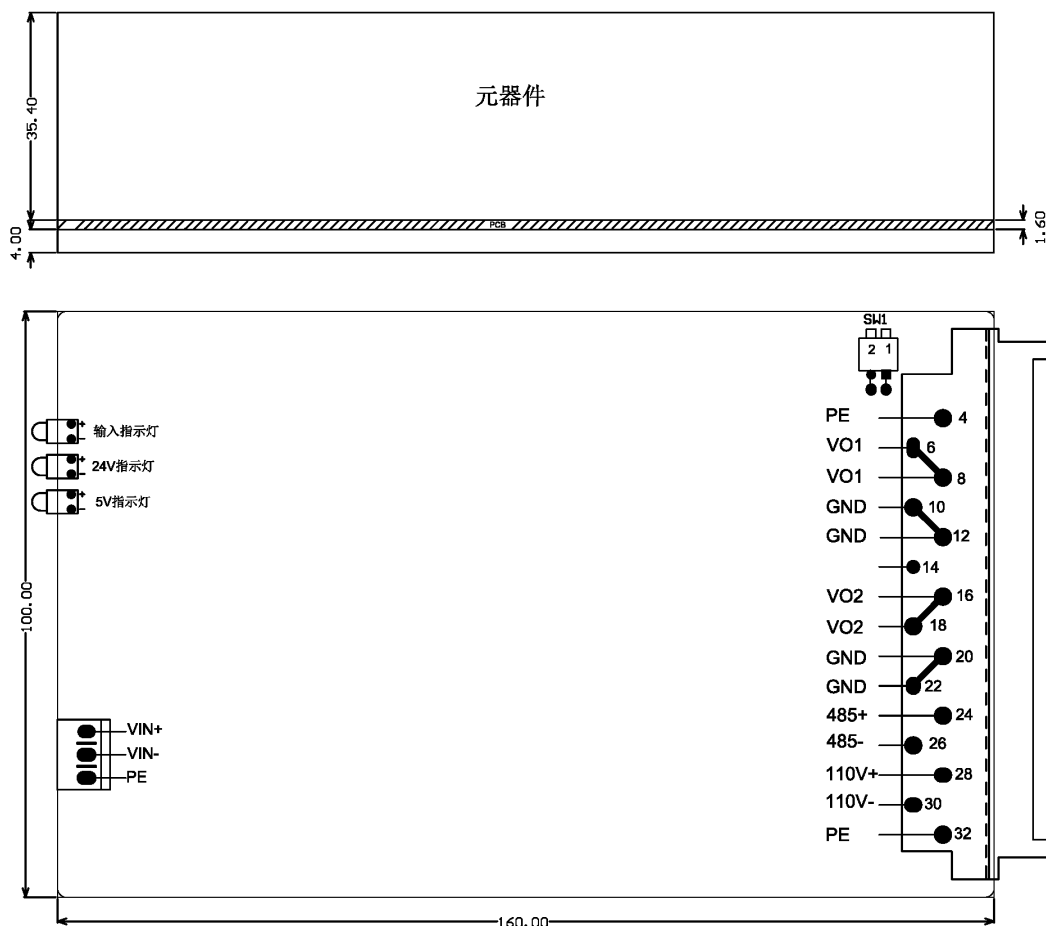 元器件
35.40
PCB
4.00
1.60
SW1
2 1
PE 4
VO1 6
输入指示灯
+
-
24V指示灯
+
-
VO1 8
5V指示灯
+
-
GND 10
GND 12
14
100.00
VO2 16
VO2 18
GND 20
GND 22
485+ 24
VIN+
485- 26
VIN-
110V+ 28
PE
110V- 30
PE 32
160.00